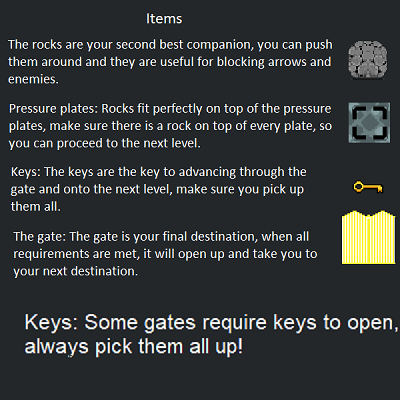 Items
The rocks are your second best companion, you can push
them around and they are useful for blocking arrows and
enemies.
Pressure plates: Rocks fit perfectly on top of the pressure
plates, make sure there is a rock on top of every plate, so
you can proceed to the next level.
Keys: The keys are the key to advancing through the
gate and onto the next level, make sure you pick up
them all.
The gate: The gate is your final destination, when all
requirements are met, it will open up and take you to
your next destination.
Keys: Some gates require keys to open,
always pick them all up!